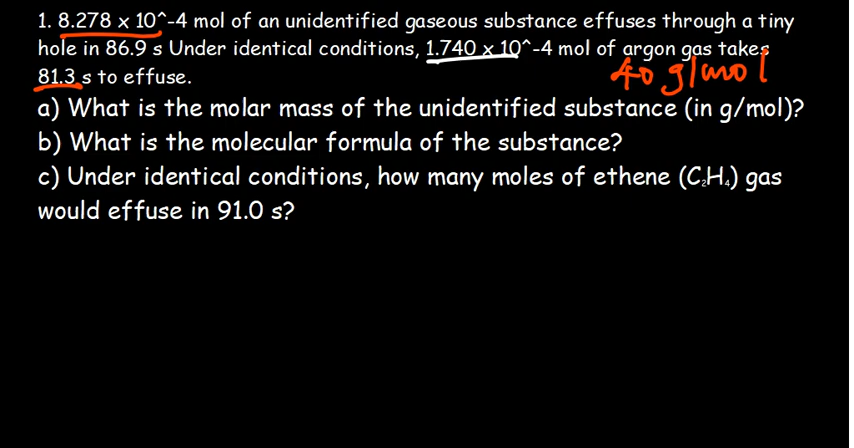 1. 8.278 x 10^-4 mol of an unidentified gaseous substance effuses through a tiny
hole in 86.9 s Under identical conditions, 1.740 x 10^-4 mol of argon gas takes
81.3 s to effuse.
40 g/mol
a) What is the molar mass of the unidentified substance (in g/mol)?
b) What is the molecular formula of the substance?
c) Under identical conditions, how many moles of ethene (C₂H₄) gas
would effuse in 91.0 s?